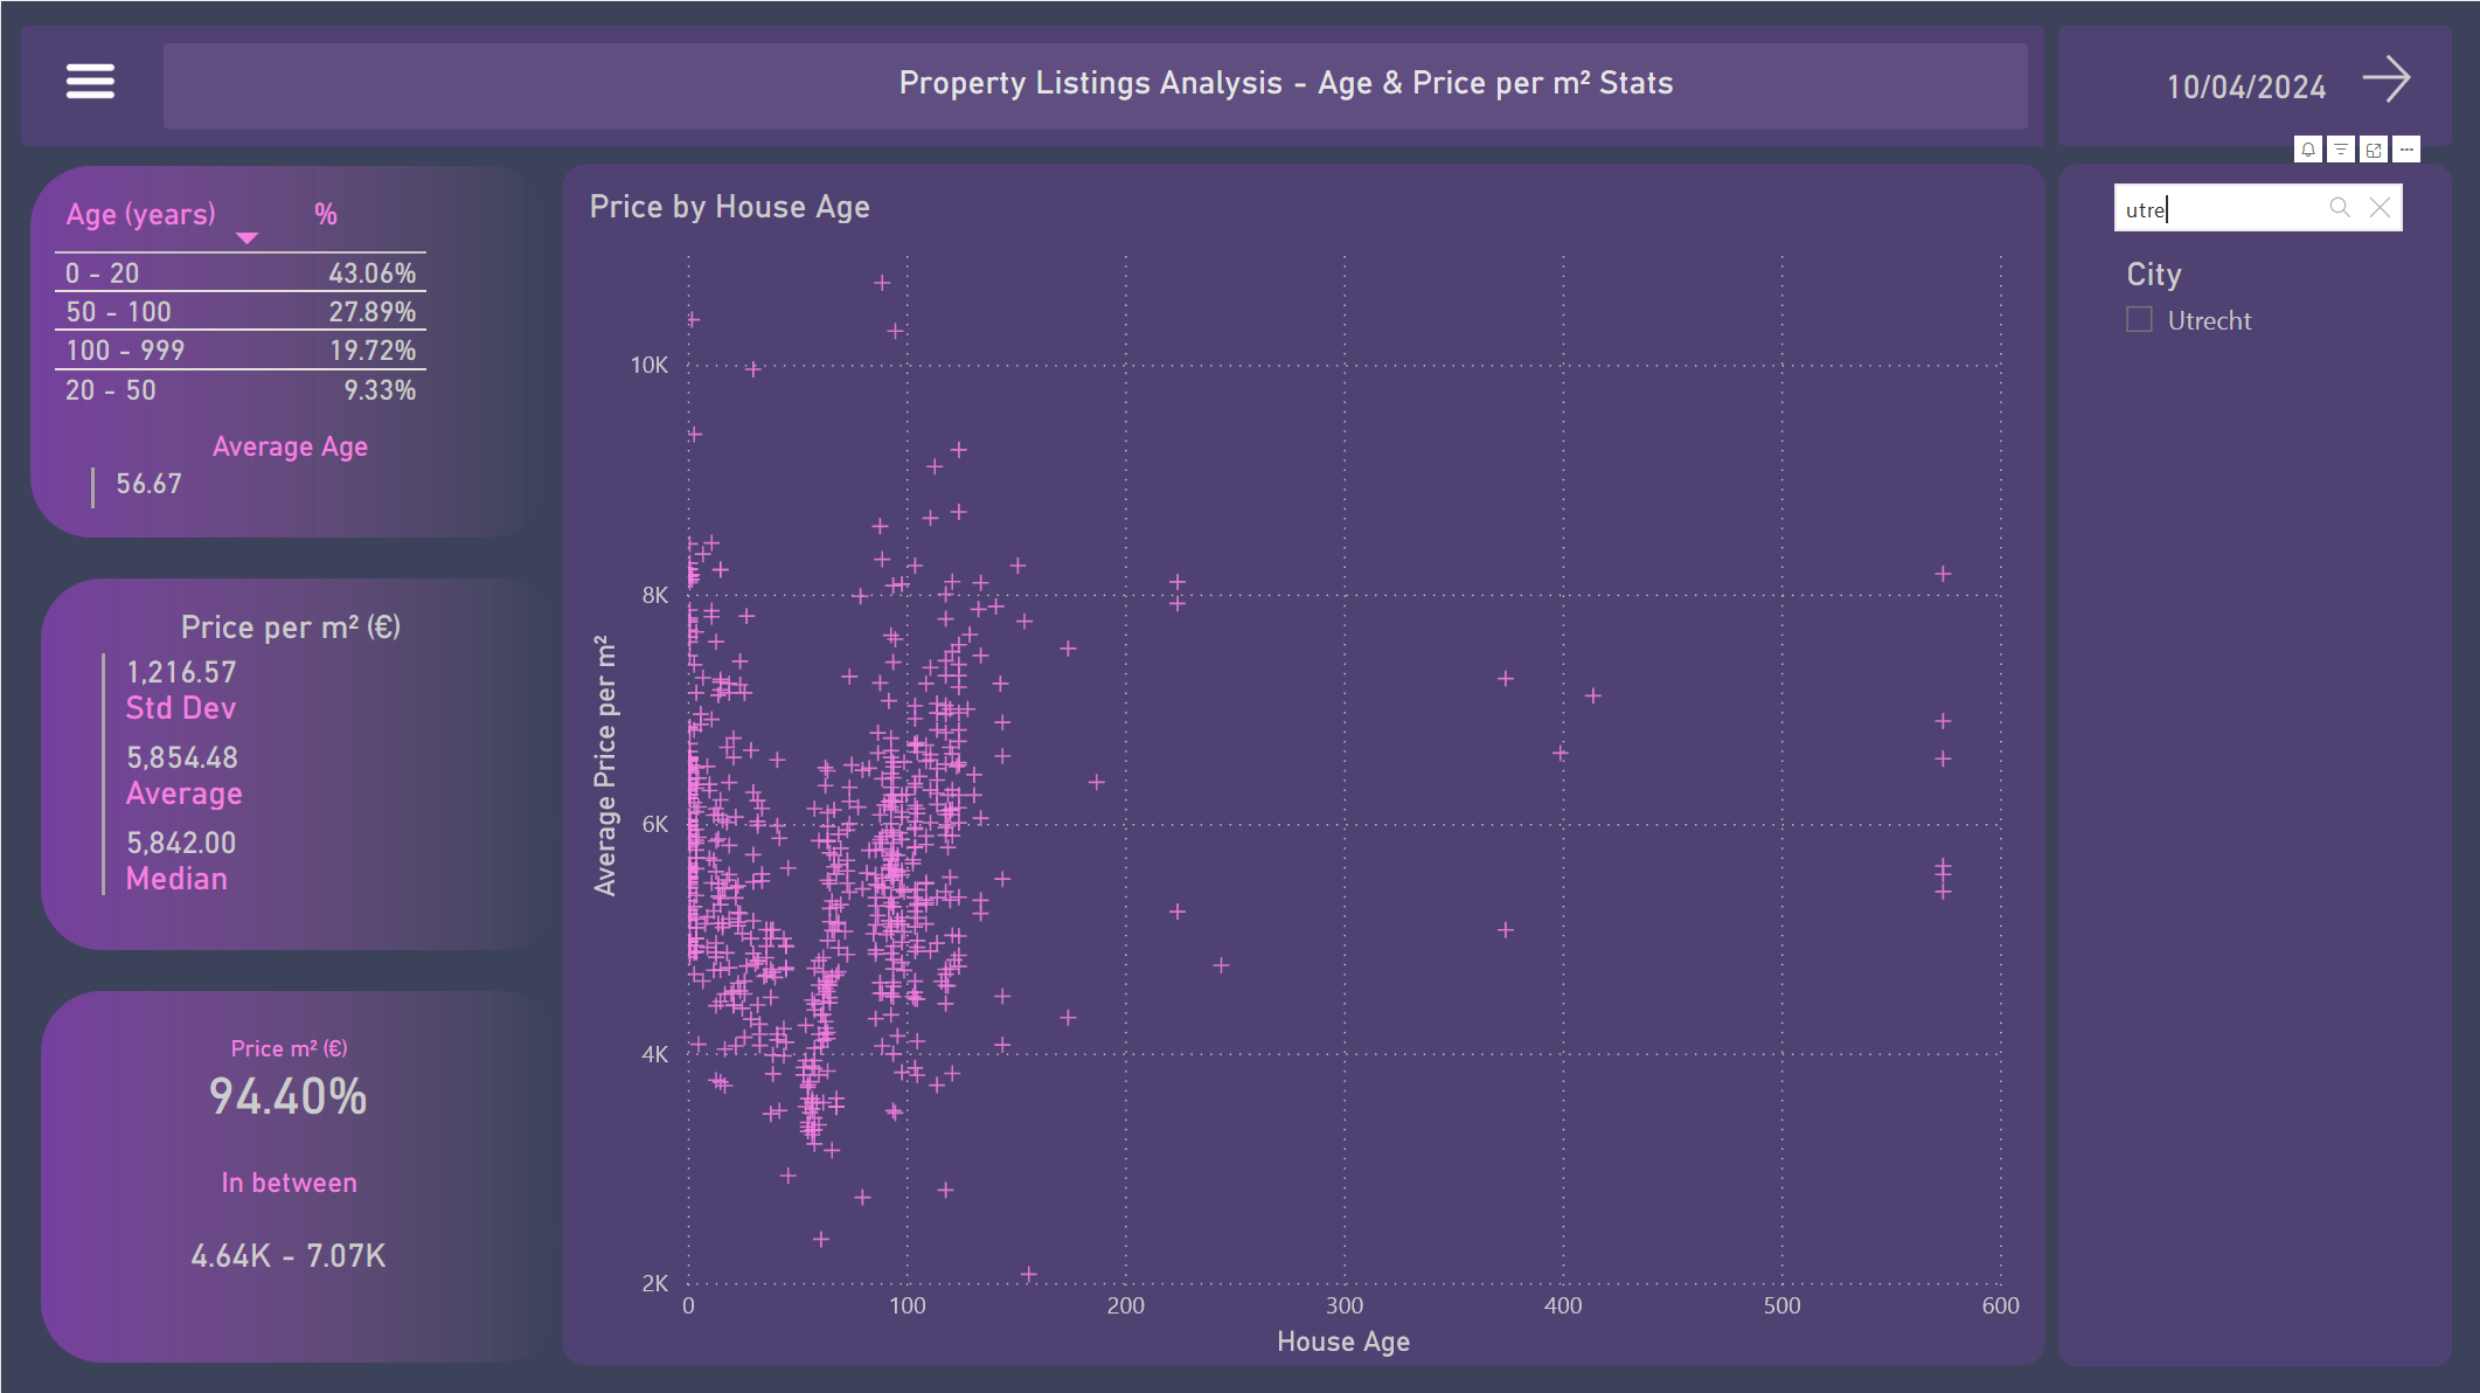 Property Listings Analysis - Age & Price per m² Stats
10/04/2024
Age (years) %
0 - 20 43.06%
50 - 100 27.89%
100 - 999 19.72%
20 - 50 9.33%
Average Age
56.67
Price per m² (€)
1,216.57
Std Dev
5,854.48
Average
5,842.00
Median
Price m² (€)
94.40%
In between
4.64K - 7.07K
Price by House Age
Average Price per m²
10K
8K
6K
4K
2K
0 100 200 300 400 500 600
House Age
utre
City
Utrecht